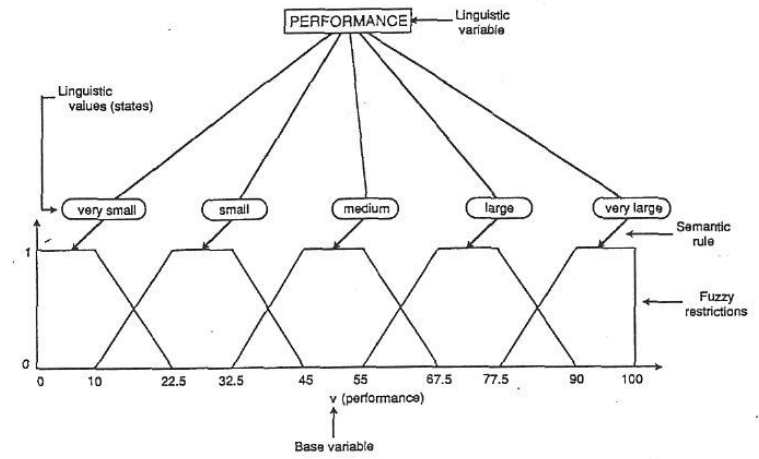 PERFORMANCE
Linguistic
variable
Linguistic
values (states)
very small
small
medium
large
very large
Semantic
rule
1
Fuzzy
restrictions
0
0 10 22.5 32.5 45 55 67.5 77.5 90 100
v (performance)
Base variable